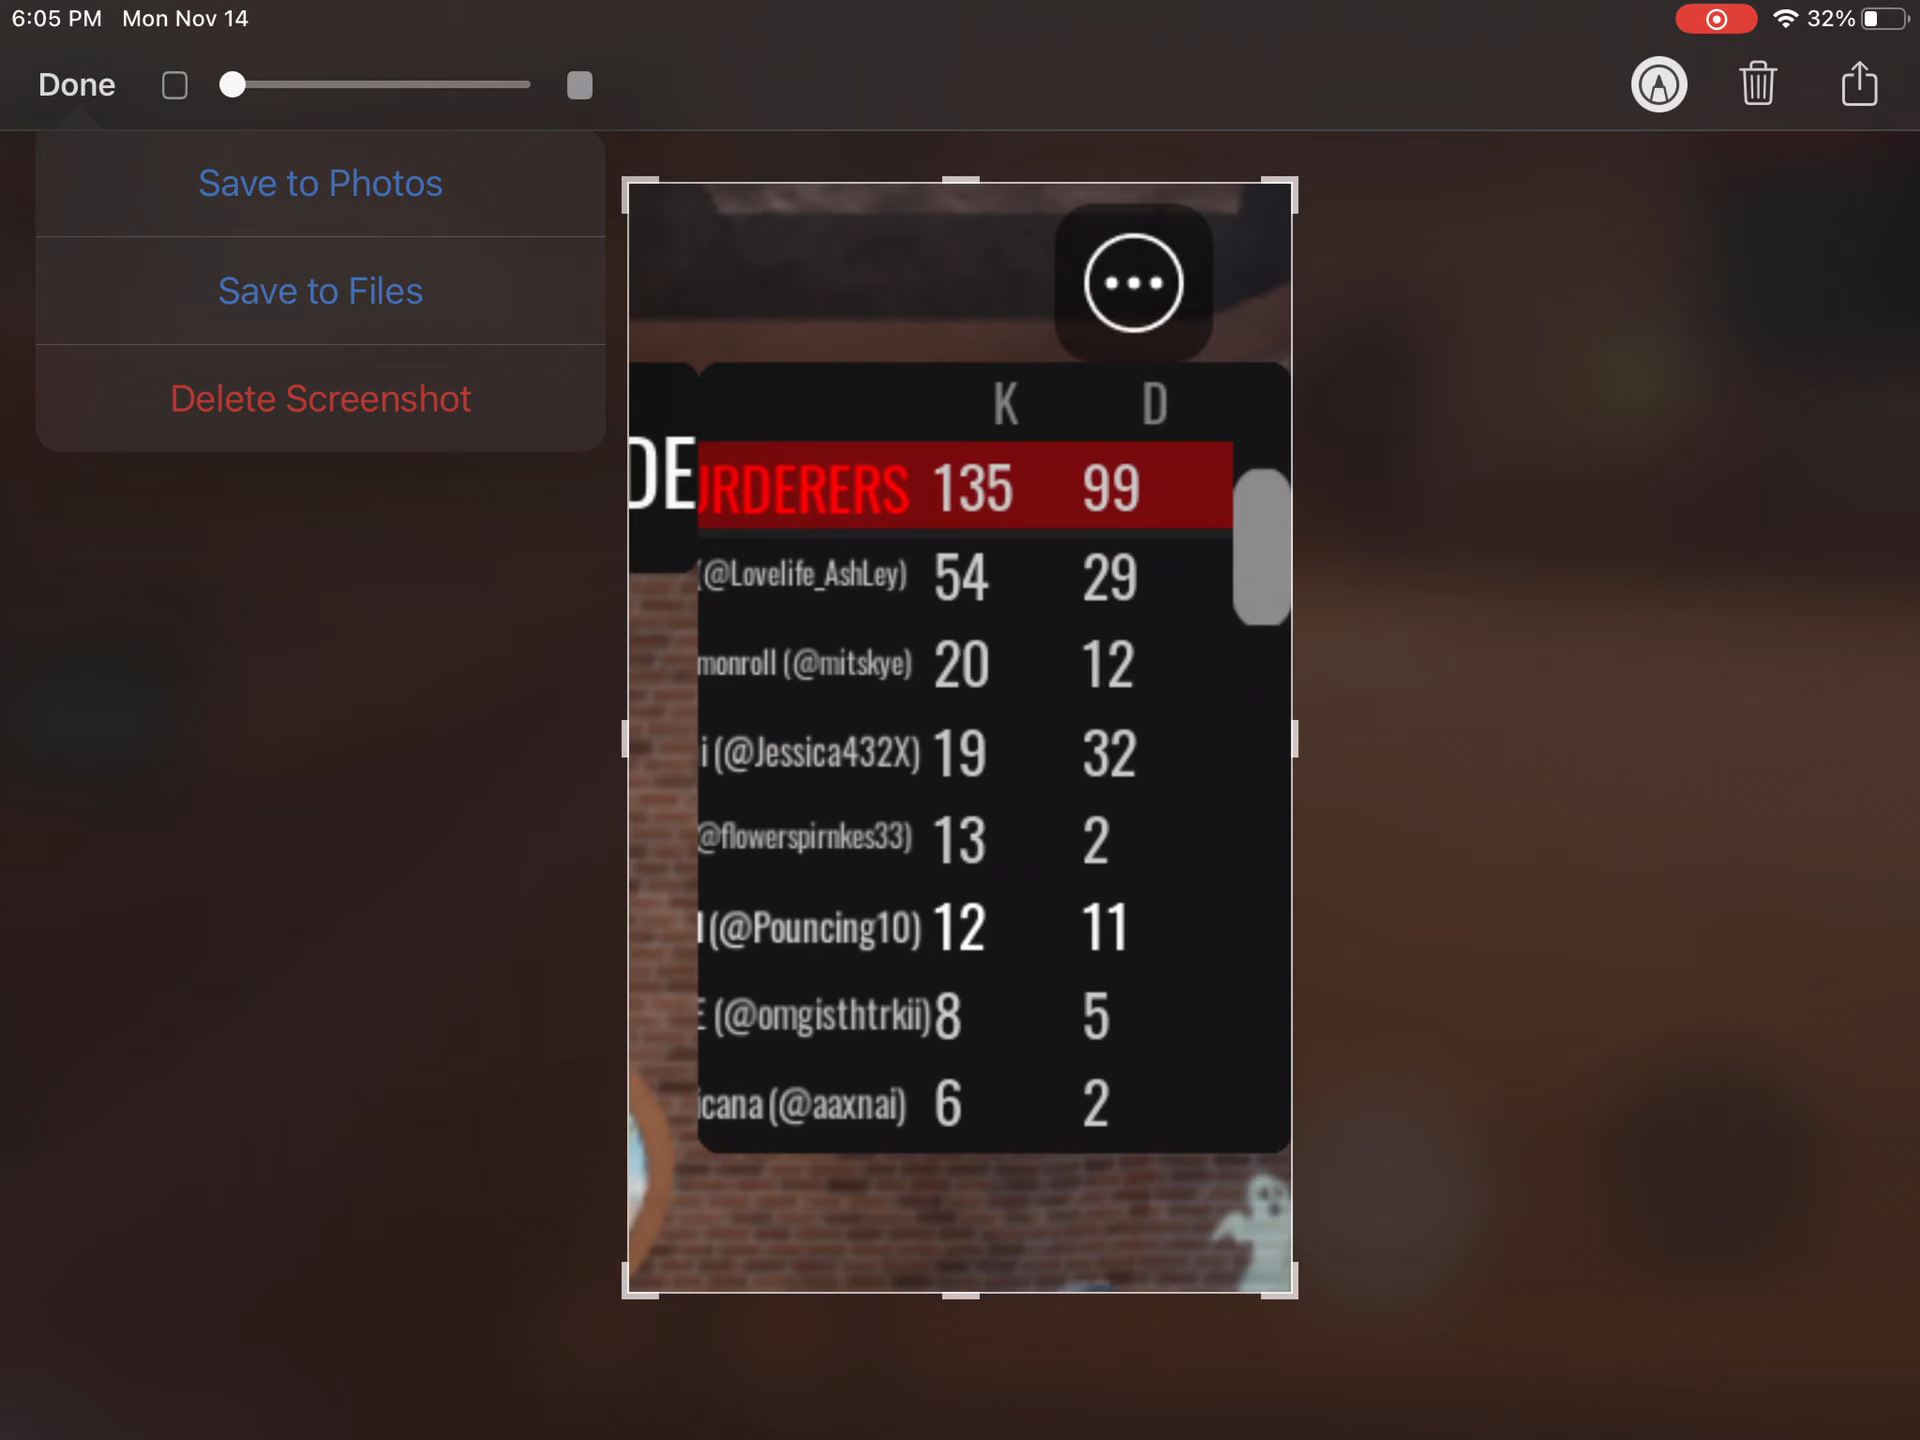 6:05 PM Mon Nov 14
32%
Done
Save to Photos
Save to Files
Delete Screenshot
K D
DE
URDERERS 135 99
(@Lovelife_AshLey) 54 29
monroll (@mitskye) 20 12
i (@Jessica432X) 19 32
@flowerspirnkes33) 13 2
(@Pouncing10) 12 11
E (@omgisthtrkii) 8 5
icana (@aaxnai) 6 2